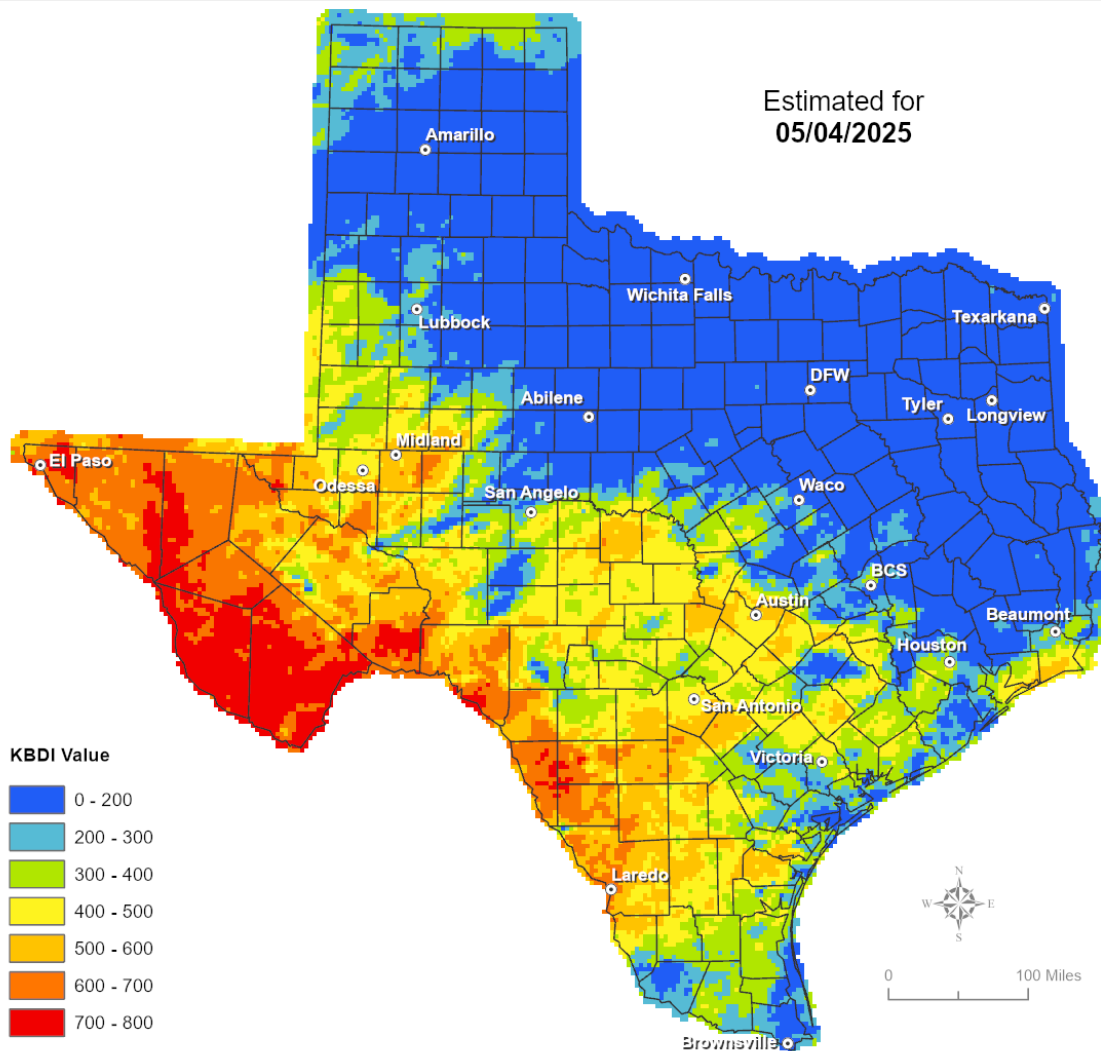 Estimated for
05/04/2025
Amarillo
Wichita Falls
Texarkana
Lubbock
DFW
Abilene
Tyler
Longview
Midland
El Paso
Odessa
San Angelo
Waco
BCS
Austin
Beaumont
Houston
San Antonio
Victoria
Laredo
Brownsville
KBDI Value
0 - 200
200 - 300
300 - 400
400 - 500
500 - 600
600 - 700
700 - 800
N
W E
S
0 100 Miles